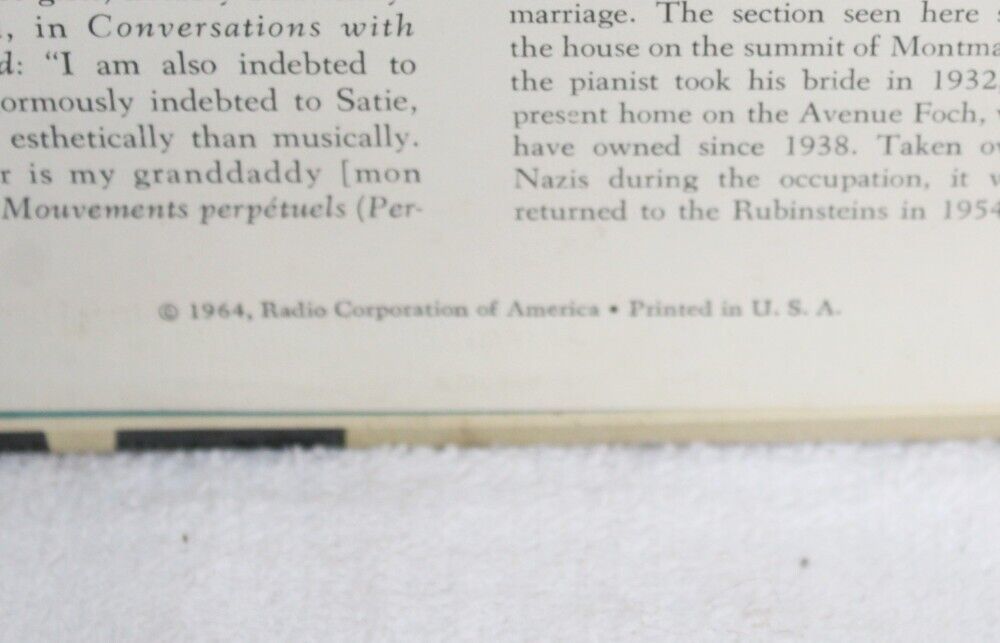 in Conversations with
"I am also indebted to
indebted to Satie,
esthetically than musically.
is my granddaddy [mon
Mouvements perpétuels (Per-
marriage. The section seen here
the house on the summit of
the pianist took his bride in 1932,
present home on the Avenue Foch,
have owned since 1938. Taken
Nazis during the occupation, it
returned to the Rubinsteins in 1954
© 1964, Radio Corporation of America • Printed in U. S. A.